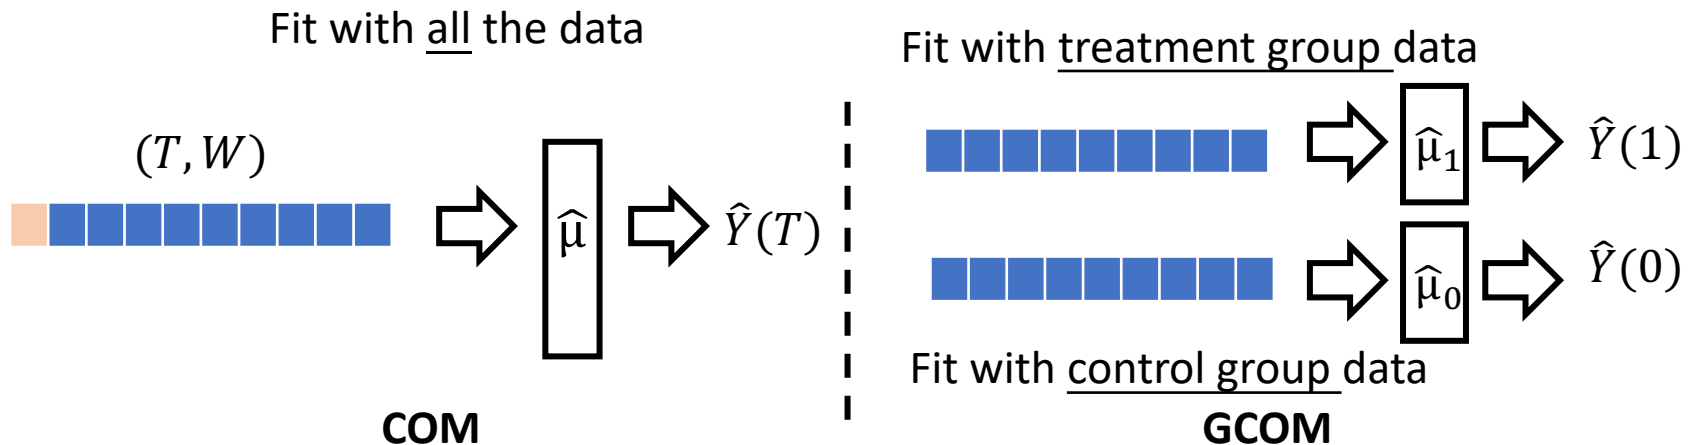 Fit with all the data
(T, W)
μ̂
Ŷ(T)
COM
Fit with treatment group data
μ̂₁
Ŷ(1)
μ̂₀
Ŷ(0)
Fit with control group data
GCOM